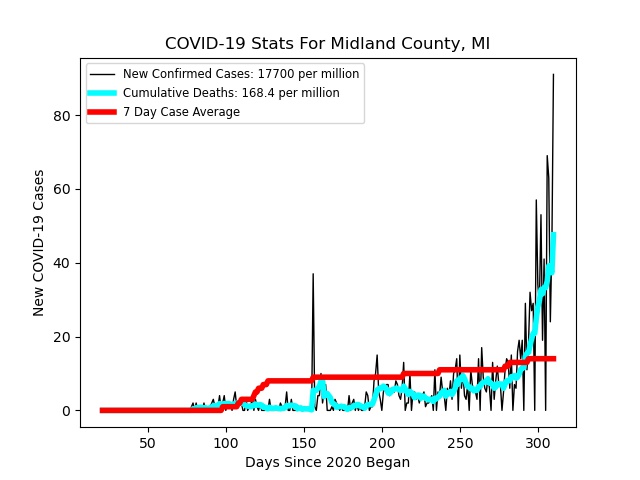 COVID-19 Stats For Midland County, MI
New Confirmed Cases: 17700 per million
Cumulative Deaths: 168.4 per million
7 Day Case Average
New COVID-19 Cases
80
60
40
20
0
50 100 150 200 250 300
Days Since 2020 Began